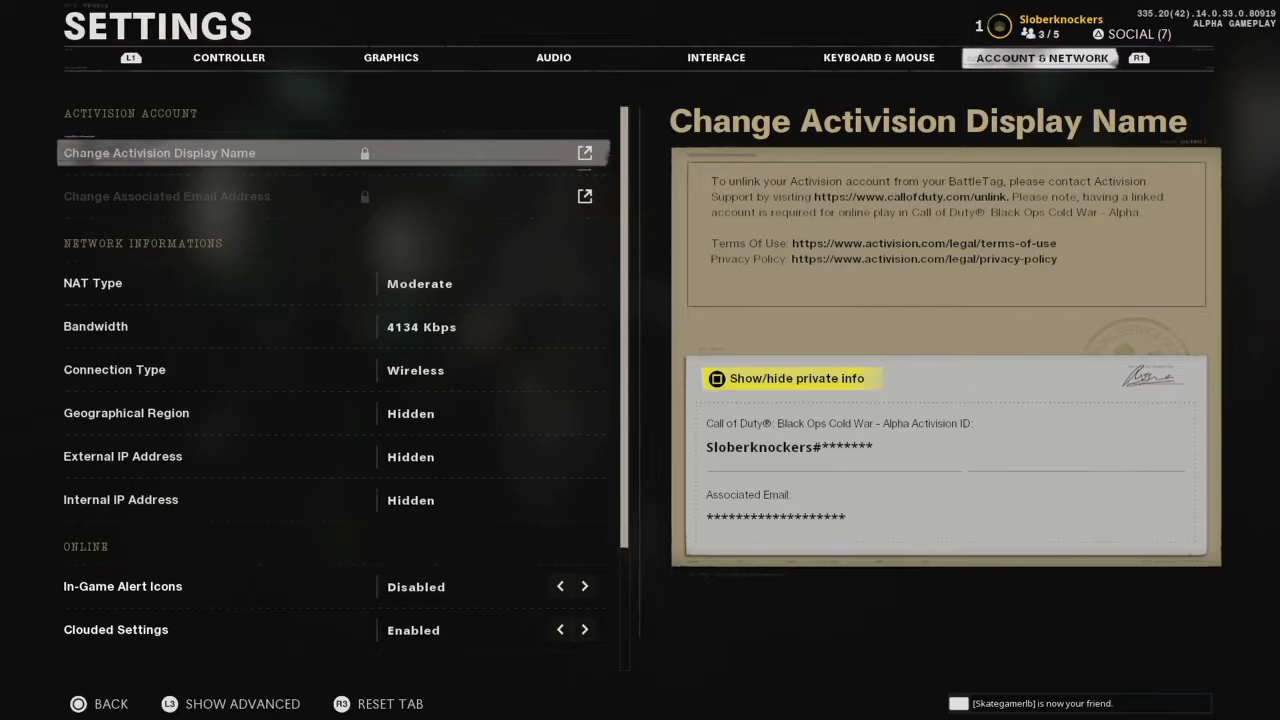 SETTINGS
1 Sloberknockers
3 / 5
SOCIAL (7)
335.20(42).14.0.33.0.80919
ALPHA GAMEPLAY
L1 CONTROLLER GRAPHICS AUDIO INTERFACE KEYBOARD & MOUSE ACCOUNT & NETWORK R1
ACTIVISION ACCOUNT
Change Activision Display Name
Change Associated Email Address
NETWORK INFORMATIONS
NAT Type Moderate
Bandwidth 4134 Kbps
Connection Type Wireless
Geographical Region Hidden
External IP Address Hidden
Internal IP Address Hidden
ONLINE
In-Game Alert Icons Disabled
Clouded Settings Enabled
Change Activision Display Name
To unlink your Activision account from your BattleTag, please contact Activision
Support by visiting https://www.callofduty.com/unlink. Please note, having a linked
account is required for online play in Call of Duty® Black Ops Cold War - Alpha.
Terms Of Use: https://www.activision.com/legal/terms-of-use
Privacy Policy: https://www.activision.com/legal/privacy-policy
Show/hide private info
Call of Duty®: Black Ops Cold War - Alpha Activision ID:
Sloberknockers#*******
Associated Email:
*******************
BACK L3 SHOW ADVANCED R3 RESET TAB
[Skategamerlb] is now your friend.